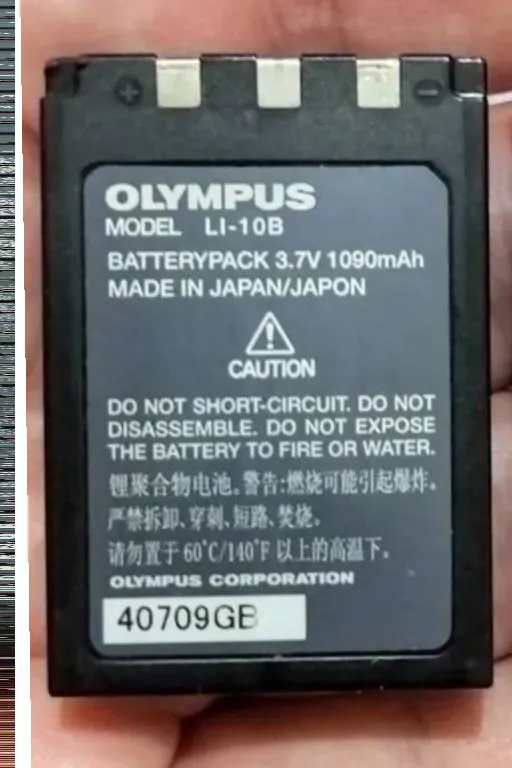 + -
OLYMPUS
MODEL LI-10B
BATTERYPACK 3.7V 1090mAh
MADE IN JAPAN/JAPON
CAUTION
DO NOT SHORT-CIRCUIT. DO NOT
DISASSEMBLE. DO NOT EXPOSE
THE BATTERY TO FIRE OR WATER.
锂聚合物电池。警告:燃烧可能引起爆炸。
严禁拆卸、穿刺、短路、焚烧。
请勿置于 60°C/140°F 以上的高温下。
OLYMPUS CORPORATION
40709GB